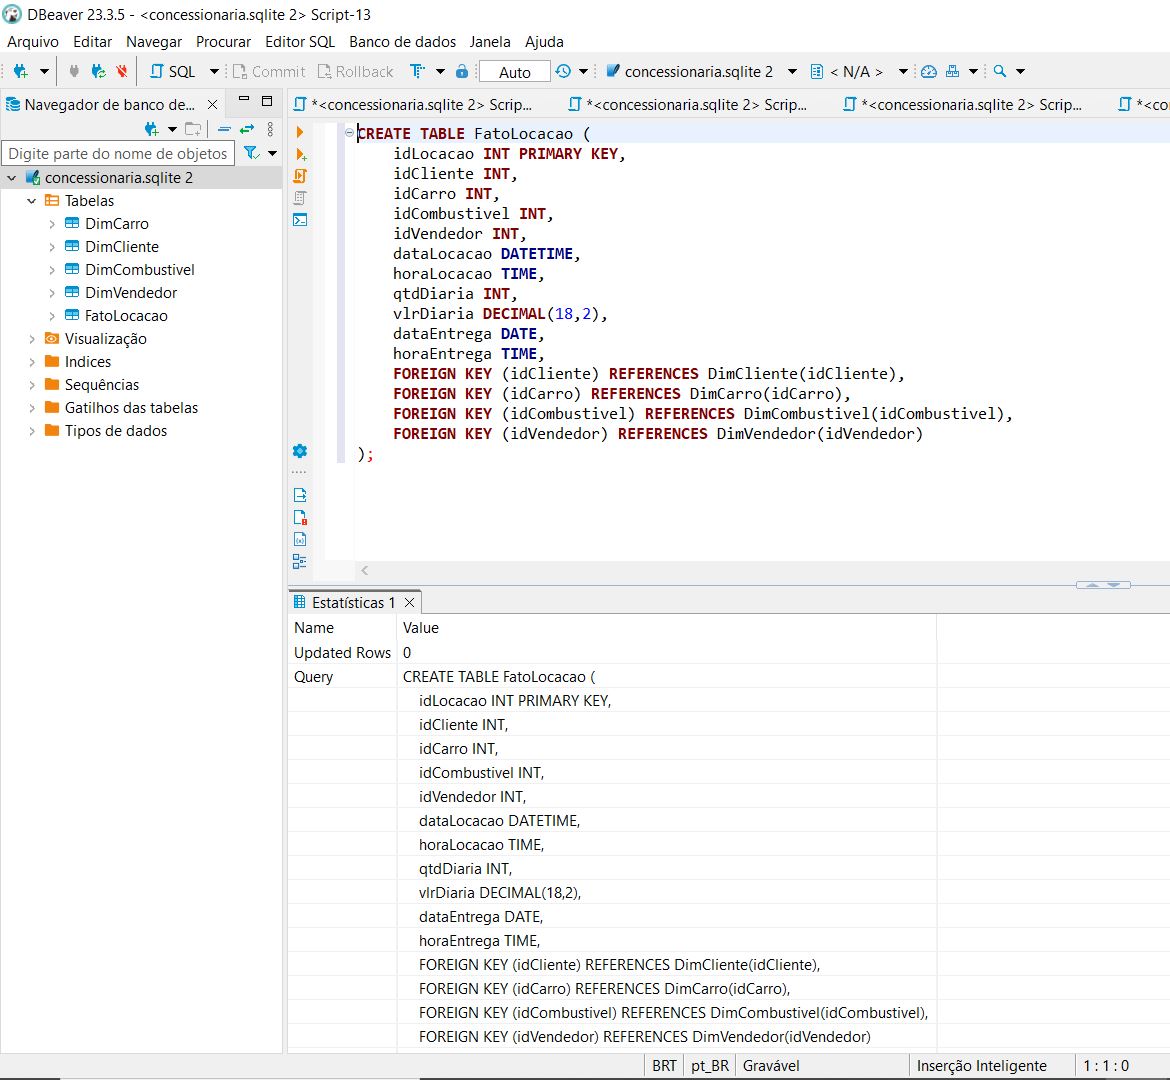 DBeaver 23.3.5 - <concessionaria.sqlite 2> Script-13
Arquivo Editar Navegar Procurar Editor SQL Banco de dados Janela Ajuda
SQL Commit Rollback Auto concessionaria.sqlite 2 < N/A >
Navegador de banco de...
*<concessionaria.sqlite 2> Scrip... *<concessionaria.sqlite 2> Scrip... *<concessionaria.sqlite 2> Scrip... *<co
Digite parte do nome de objetos
concessionaria.sqlite 2
Tabelas
DimCarro
DimCliente
DimCombustivel
DimVendedor
FatoLocacao
Visualização
Indices
Sequências
Gatilhos das tabelas
Tipos de dados
CREATE TABLE FatoLocacao (
idLocacao INT PRIMARY KEY,
idCliente INT,
idCarro INT,
idCombustivel INT,
idVendedor INT,
dataLocacao DATETIME,
horaLocacao TIME,
qtdDiaria INT,
vlrDiaria DECIMAL(18,2),
dataEntrega DATE,
horaEntrega TIME,
FOREIGN KEY (idCliente) REFERENCES DimCliente(idCliente),
FOREIGN KEY (idCarro) REFERENCES DimCarro(idCarro),
FOREIGN KEY (idCombustivel) REFERENCES DimCombustivel(idCombustivel),
FOREIGN KEY (idVendedor) REFERENCES DimVendedor(idVendedor)
);
Estatísticas 1
Name Value
Updated Rows 0
Query CREATE TABLE FatoLocacao (
idLocacao INT PRIMARY KEY,
idCliente INT,
idCarro INT,
idCombustivel INT,
idVendedor INT,
dataLocacao DATETIME,
horaLocacao TIME,
qtdDiaria INT,
vlrDiaria DECIMAL(18,2),
dataEntrega DATE,
horaEntrega TIME,
FOREIGN KEY (idCliente) REFERENCES DimCliente(idCliente),
FOREIGN KEY (idCarro) REFERENCES DimCarro(idCarro),
FOREIGN KEY (idCombustivel) REFERENCES DimCombustivel(idCombustivel),
FOREIGN KEY (idVendedor) REFERENCES DimVendedor(idVendedor)
BRT pt_BR Gravável Inserção Inteligente 1 : 1 : 0